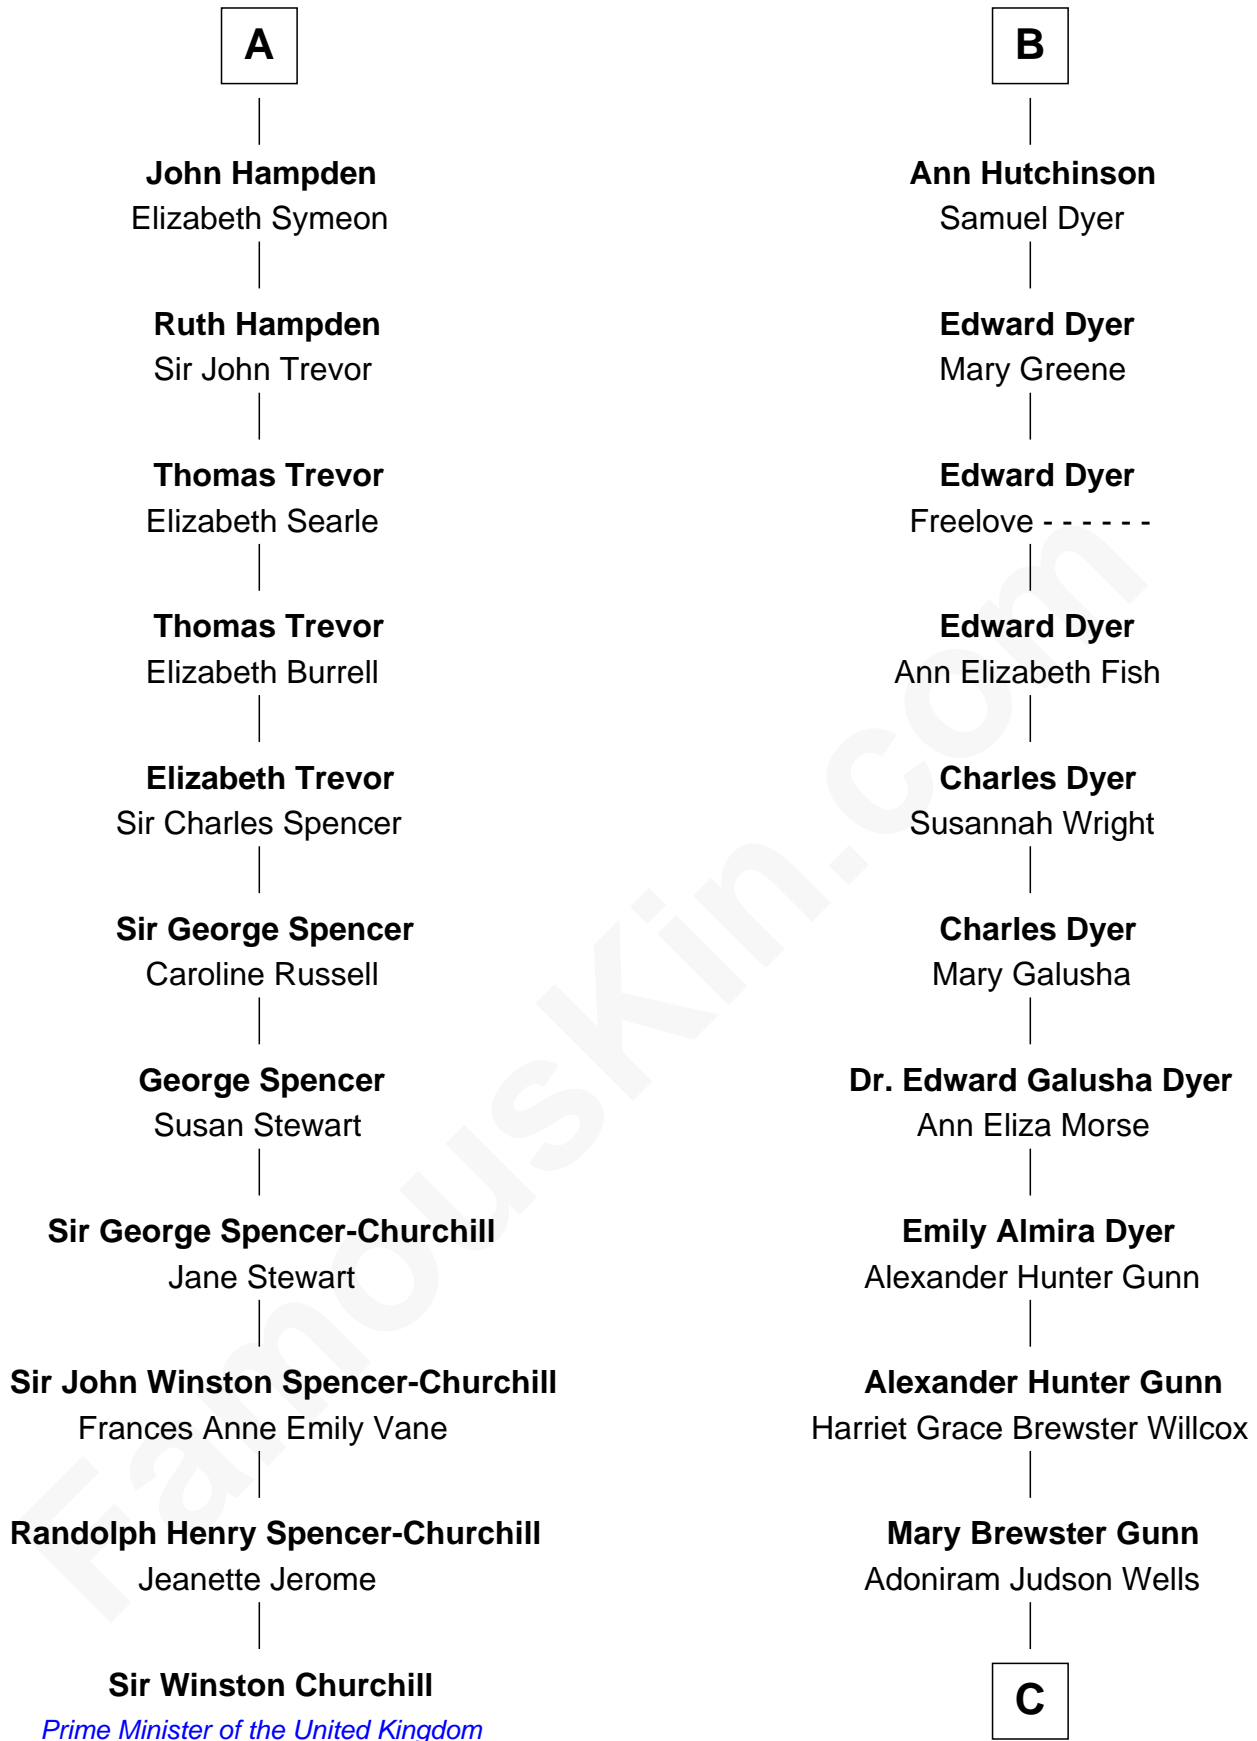 A
John Hampden
Elizabeth Symeon
Ruth Hampden
Sir John Trevor
Thomas Trevor
Elizabeth Searle
Thomas Trevor
Elizabeth Burrell
Elizabeth Trevor
Sir Charles Spencer
Sir George Spencer
Caroline Russell
George Spencer
Susan Stewart
Sir George Spencer-Churchill
Jane Stewart
Sir John Winston Spencer-Churchill
Frances Anne Emily Vane
Randolph Henry Spencer-Churchill
Jeanette Jerome
Sir Winston Churchill
Prime Minister of the United Kingdom
B
Ann Hutchinson
Samuel Dyer
Edward Dyer
Mary Greene
Edward Dyer
Freelove - - - - - -
Edward Dyer
Ann Elizabeth Fish
Charles Dyer
Susannah Wright
Charles Dyer
Mary Galusha
Dr. Edward Galusha Dyer
Ann Eliza Morse
Emily Almira Dyer
Alexander Hunter Gunn
Alexander Hunter Gunn
Harriet Grace Brewster Willcox
Mary Brewster Gunn
Adoniram Judson Wells
C
FamousKin.com